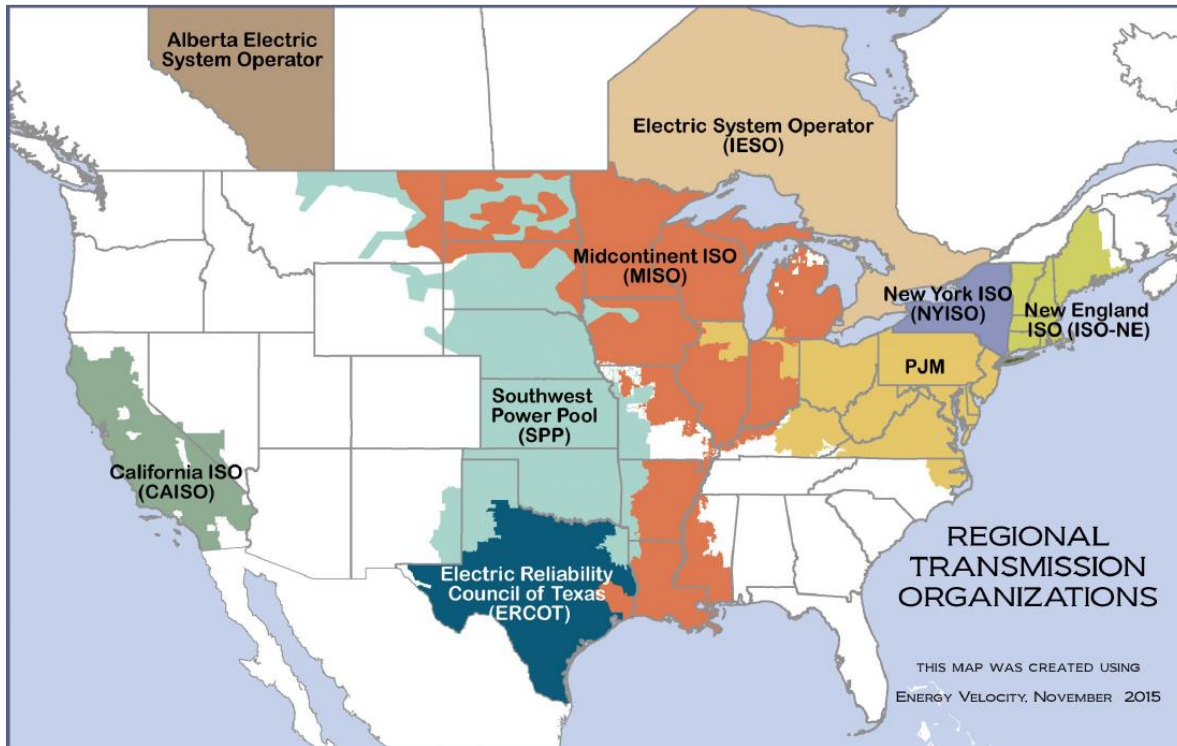 Alberta Electric
System Operator
Electric System Operator
(IESO)
Midcontinent ISO
(MISO)
New York ISO
(NYISO)
New England
ISO (ISO-NE)
PJM
Southwest
Power Pool
(SPP)
California ISO
(CAISO)
Electric Reliability
Council of Texas
(ERCOT)
REGIONAL
TRANSMISSION
ORGANIZATIONS
THIS MAP WAS CREATED USING
ENERGY VELOCITY, NOVEMBER 2015